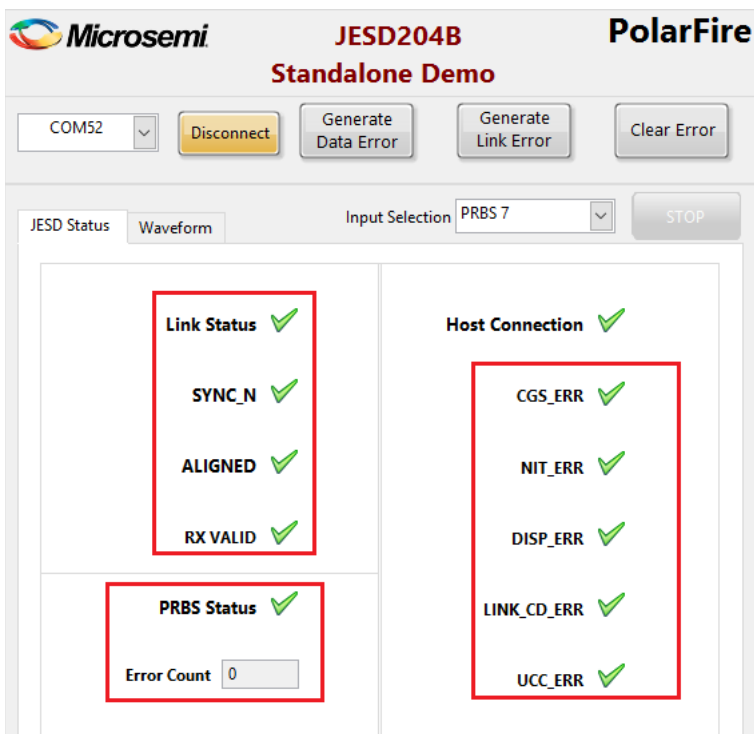 Microsemi.
JESD204B
Standalone Demo
PolarFire
COM52
Disconnect
Generate
Data Error
Generate
Link Error
Clear Error
JESD Status
Waveform
Input Selection
PRBS 7
STOP
Link Status
SYNC_N
ALIGNED
RX VALID
PRBS Status
Error Count 0
Host Connection
CGS_ERR
NIT_ERR
DISP_ERR
LINK_CD_ERR
UCC_ERR